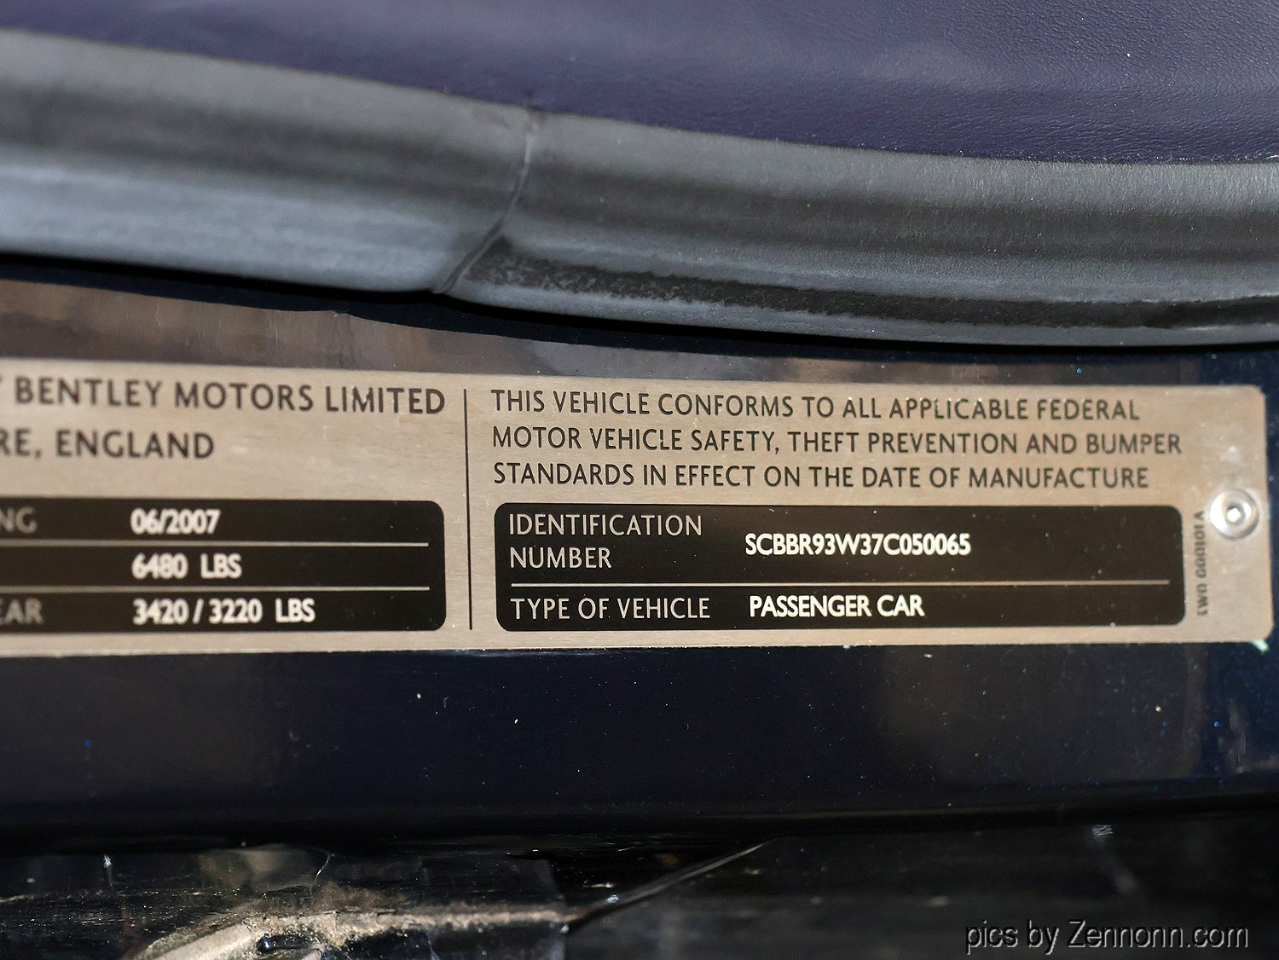 BENTLEY MOTORS LIMITED
RE, ENGLAND
NG 06/2007
6480 LBS
EAR 3420 / 3220 LBS
THIS VEHICLE CONFORMS TO ALL APPLICABLE FEDERAL
MOTOR VEHICLE SAFETY, THEFT PREVENTION AND BUMPER
STANDARDS IN EFFECT ON THE DATE OF MANUFACTURE
IDENTIFICATION
NUMBER SCBBR93W37C050065
TYPE OF VEHICLE PASSENGER CAR
pics by Zennonn.com